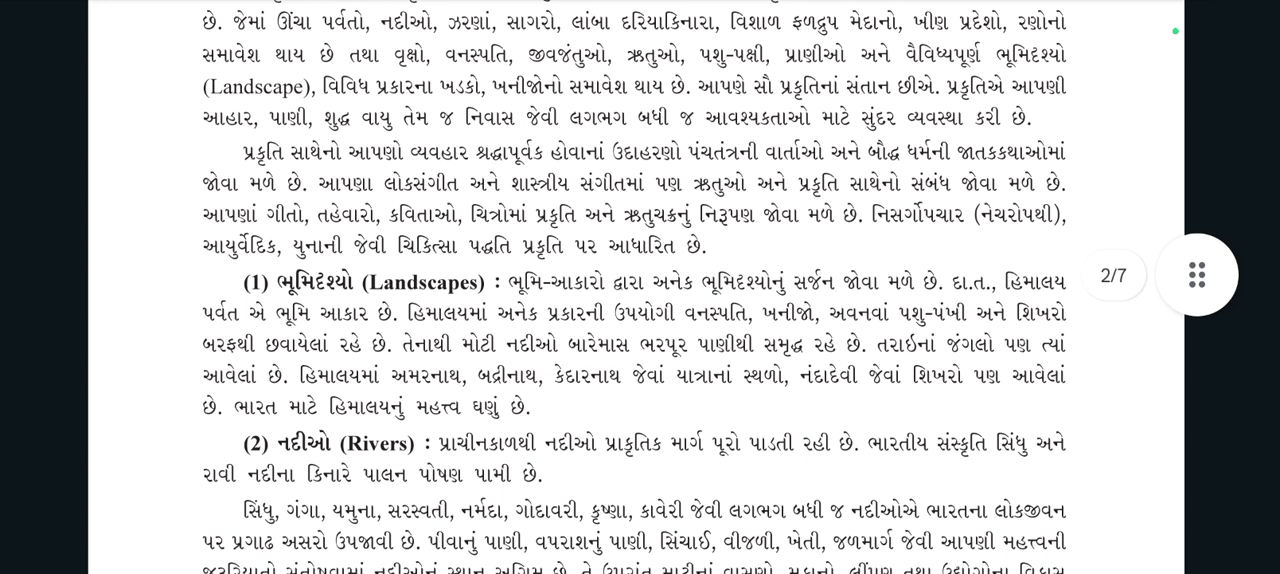 છે. જેમાં ઊંચા પર્વતો, નદીઓ, ઝરણાં, સાગરો, લાંબા દરિયાકિનારા, વિશાળ ફળદ્રુપ મેદાનો, ખીણ પ્રદેશો, રણોનો
સમાવેશ થાય છે તથા વૃક્ષો, વનસ્પતિ, જીવજંતુઓ, ઋતુઓ, પશુ-પક્ષી, પ્રાણીઓ અને વૈવિધ્યપૂર્ણ ભૂમિદૃશ્યો
(Landscape), વિવિધ પ્રકારના ખડકો, ખનીજોનો સમાવેશ થાય છે. આપણે સૌ પ્રકૃતિનાં સંતાન છીએ. પ્રકૃતિએ આપણી
આહાર, પાણી, શુદ્ધ વાયુ તેમ જ નિવાસ જેવી લગભગ બધી જ આવશ્યકતાઓ માટે સુંદર વ્યવસ્થા કરી છે.
પ્રકૃતિ સાથેનો આપણો વ્યવહાર શ્રદ્ધાપૂર્વક હોવાનાં ઉદાહરણો પંચતંત્રની વાર્તાઓ અને બૌદ્ધ ધર્મની જાતકકથાઓમાં
જોવા મળે છે. આપણા લોકસંગીત અને શાસ્ત્રીય સંગીતમાં પણ ઋતુઓ અને પ્રકૃતિ સાથેનો સંબંધ જોવા મળે છે.
આપણાં ગીતો, તહેવારો, કવિતાઓ, ચિત્રોમાં પ્રકૃતિ અને ઋતુચક્રનું નિરૂપણ જોવા મળે છે. નિસર્ગોપચાર (નેચરોપથી),
આયુર્વેદિક, યુનાની જેવી ચિકિત્સા પદ્ધતિ પ્રકૃતિ પર આધારિત છે.
(1) ભૂમિદૃશ્યો (Landscapes) : ભૂમિ-આકારો દ્વારા અનેક ભૂમિદૃશ્યોનું સર્જન જોવા મળે છે. દા.ત., હિમાલય
2/7
પર્વત એ ભૂમિ આકાર છે. હિમાલયમાં અનેક પ્રકારની ઉપયોગી વનસ્પતિ, ખનીજો, અવનવાં પશુ-પંખી અને શિખરો
બરફથી છવાયેલાં રહે છે. તેનાથી મોટી નદીઓ બારેમાસ ભરપૂર પાણીથી સમૃદ્ધ રહે છે. તરાઇનાં જંગલો પણ ત્યાં
આવેલાં છે. હિમાલયમાં અમરનાથ, બદ્રીનાથ, કેદારનાથ જેવાં યાત્રાનાં સ્થળો, નંદાદેવી જેવાં શિખરો પણ આવેલાં
છે. ભારત માટે હિમાલયનું મહત્ત્વ ઘણું છે.
(2) નદીઓ (Rivers) : પ્રાચીનકાળથી નદીઓ પ્રાકૃતિક માર્ગ પૂરો પાડતી રહી છે. ભારતીય સંસ્કૃતિ સિંધુ અને
રાવી નદીના કિનારે પાલન પોષણ પામી છે.
સિંધુ, ગંગા, યમુના, સરસ્વતી, નર્મદા, ગોદાવરી, કૃષ્ણા, કાવેરી જેવી લગભગ બધી જ નદીઓએ ભારતના લોકજીવન
પર પ્રગાઢ અસરો ઉપજાવી છે. પીવાનું પાણી, વપરાશનું પાણી, સિંચાઈ, વીજળી, ખેતી, જળમાર્ગ જેવી આપણી મહત્ત્વની